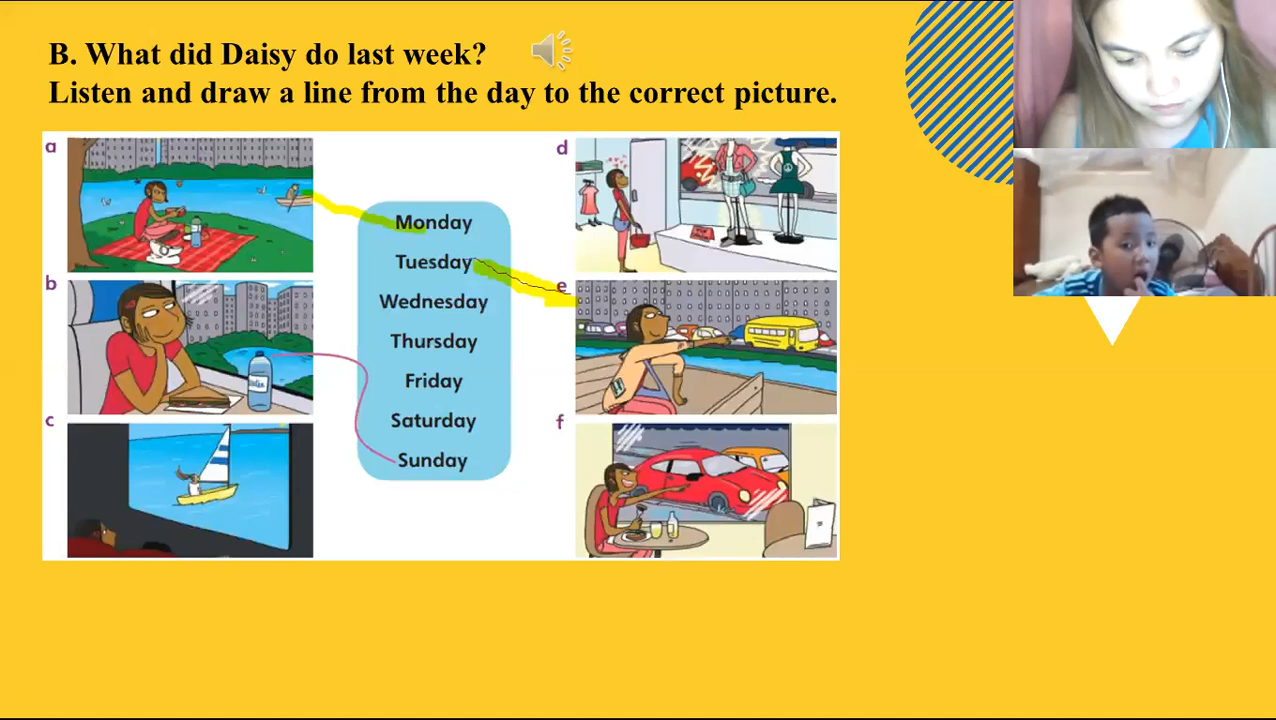 B. What did Daisy do last week?
Listen and draw a line from the day to the correct picture.
a
b
c
Monday
Tuesday
Wednesday
Thursday
Friday
Saturday
Sunday
d
e
f